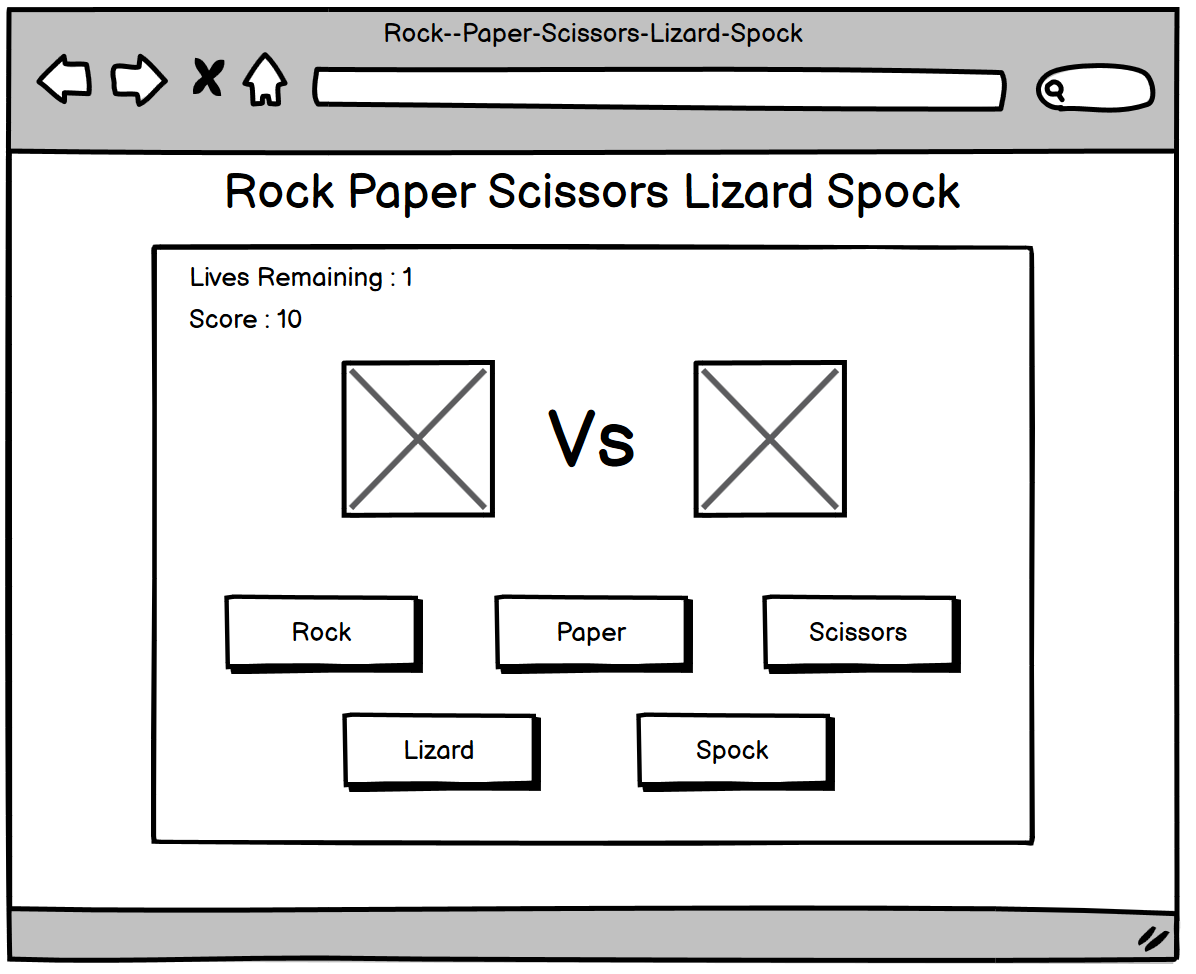 Rock--Paper-Scissors-Lizard-Spock
Rock Paper Scissors Lizard Spock
Lives Remaining : 1
Score : 10
Vs
Rock
Paper
Scissors
Lizard
Spock